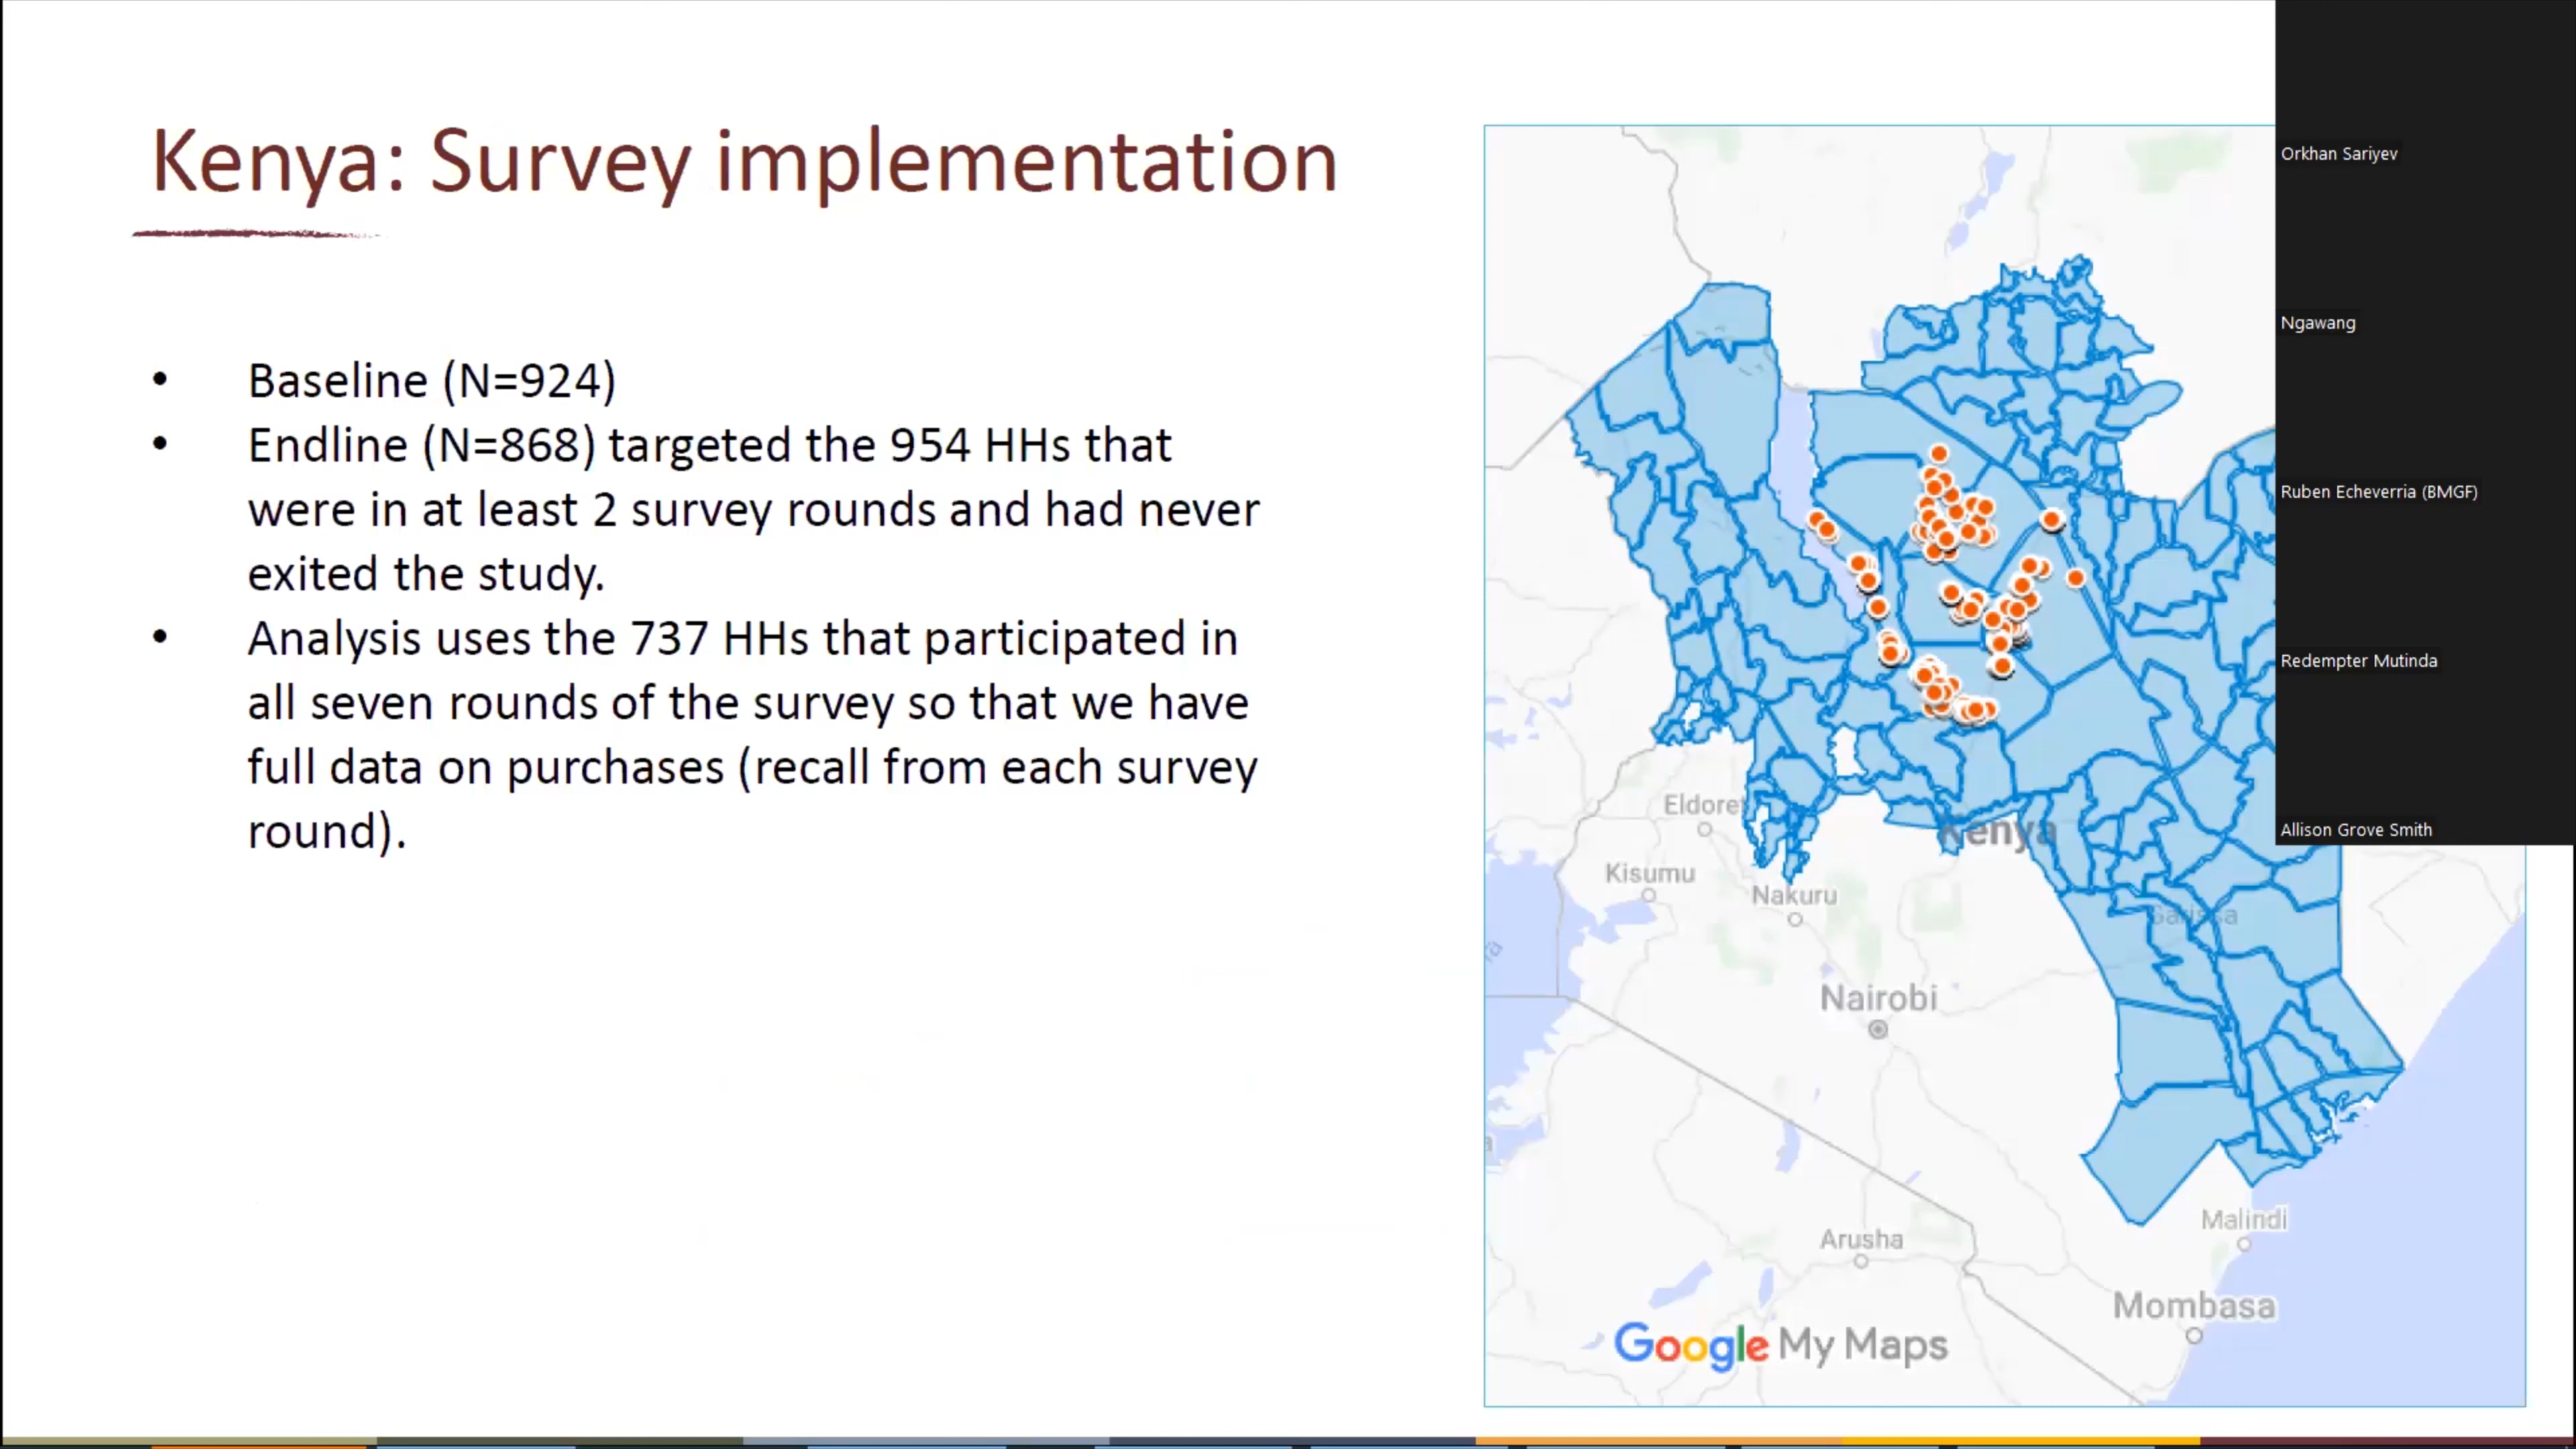 Kenya: Survey implementation
• Baseline (N=924)
• Endline (N=868) targeted the 954 HHs that
were in at least 2 survey rounds and had never
exited the study.
• Analysis uses the 737 HHs that participated in
all seven rounds of the survey so that we have
full data on purchases (recall from each survey
round).
Orkhan Sariyev
Ngawang
Ruben Echeverria (BMGF)
Redempter Mutinda
Allison Grove Smith
Eldoret
Kenya
Kisumu
Nakuru
Garissa
Nairobi
Malindi
Arusha
Mombasa
Google My Maps